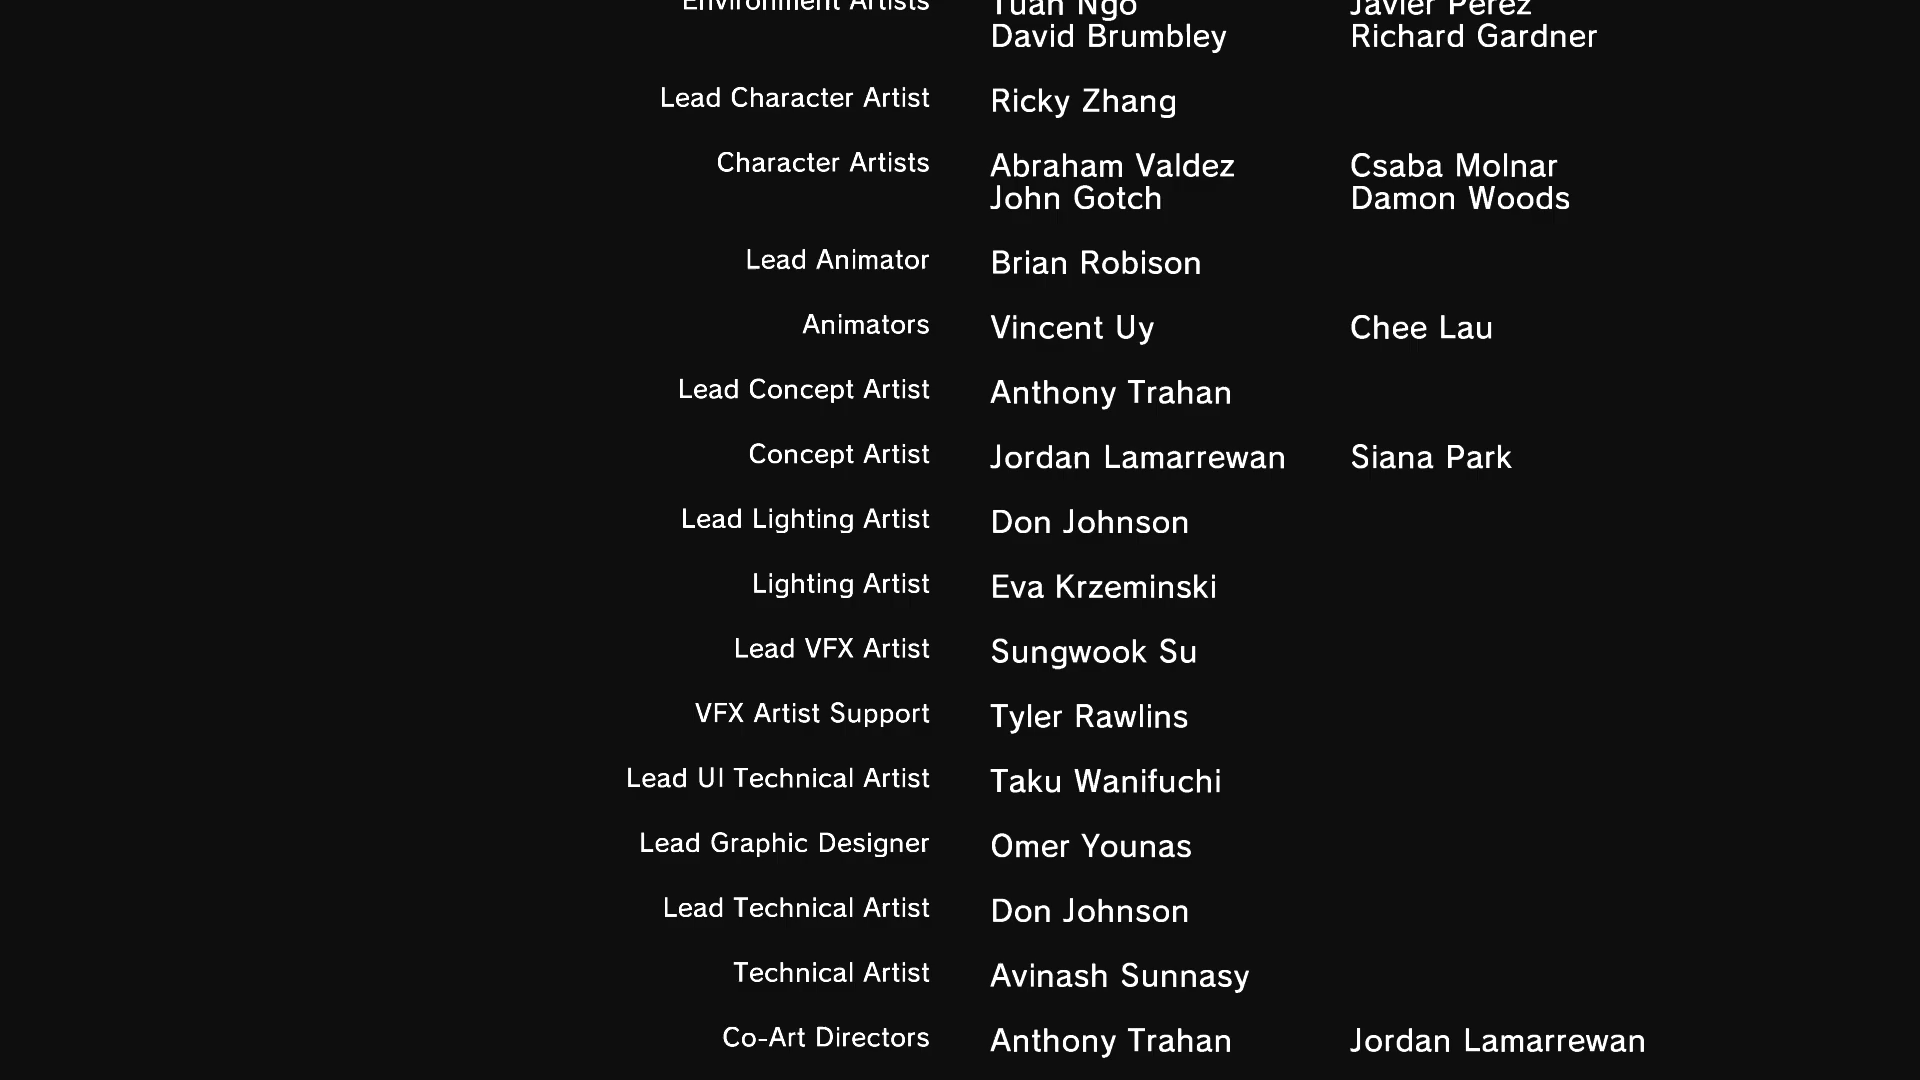 Environment Artists Tuan Ngo Javier Perez
David Brumbley Richard Gardner
Lead Character Artist Ricky Zhang
Character Artists Abraham Valdez Csaba Molnar
John Gotch Damon Woods
Lead Animator Brian Robison
Animators Vincent Uy Chee Lau
Lead Concept Artist Anthony Trahan
Concept Artist Jordan Lamarrewan Siana Park
Lead Lighting Artist Don Johnson
Lighting Artist Eva Krzeminski
Lead VFX Artist Sungwook Su
VFX Artist Support Tyler Rawlins
Lead UI Technical Artist Taku Wanifuchi
Lead Graphic Designer Omer Younas
Lead Technical Artist Don Johnson
Technical Artist Avinash Sunnasy
Co-Art Directors Anthony Trahan Jordan Lamarrewan